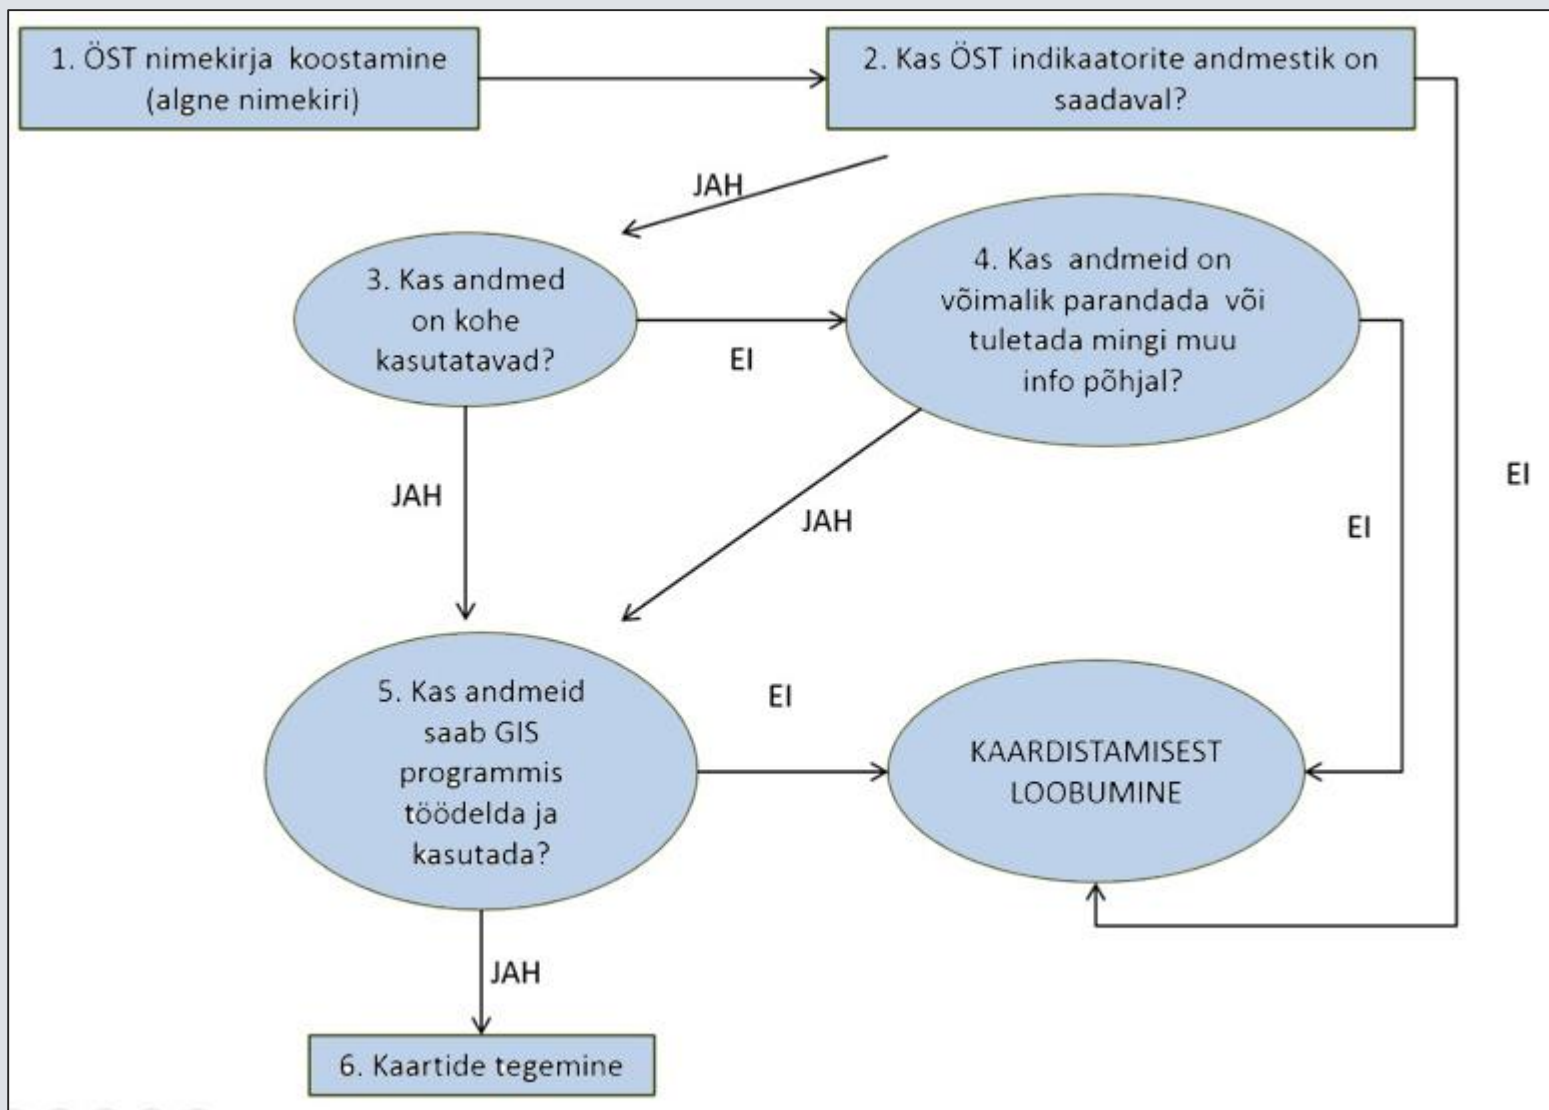 1. ÖST nimekirja koostamine
(algne nimekiri)
2. Kas ÖST indikaatorite andmestik on
saadaval?
JAH
3. Kas andmed
on kohe
kasutatavad?
EI
4. Kas andmeid on
võimalik parandada või
tuletada mingi muu
info põhjal?
JAH
JAH
EI
EI
5. Kas andmeid
saab GIS
programmis
töödelda ja
kasutada?
EI
KAARDISTAMISEST
LOOBUMINE
JAH
6. Kaartide tegemine